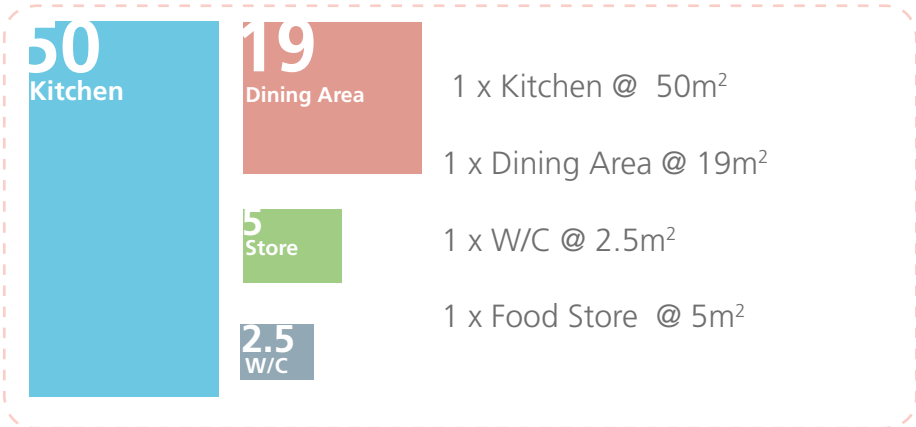 50
Kitchen
19
Dining Area
5
Store
2.5
W/C
1 x Kitchen @  50m²
1 x Dining Area @ 19m²
1 x W/C @ 2.5m²
1 x Food Store  @ 5m²